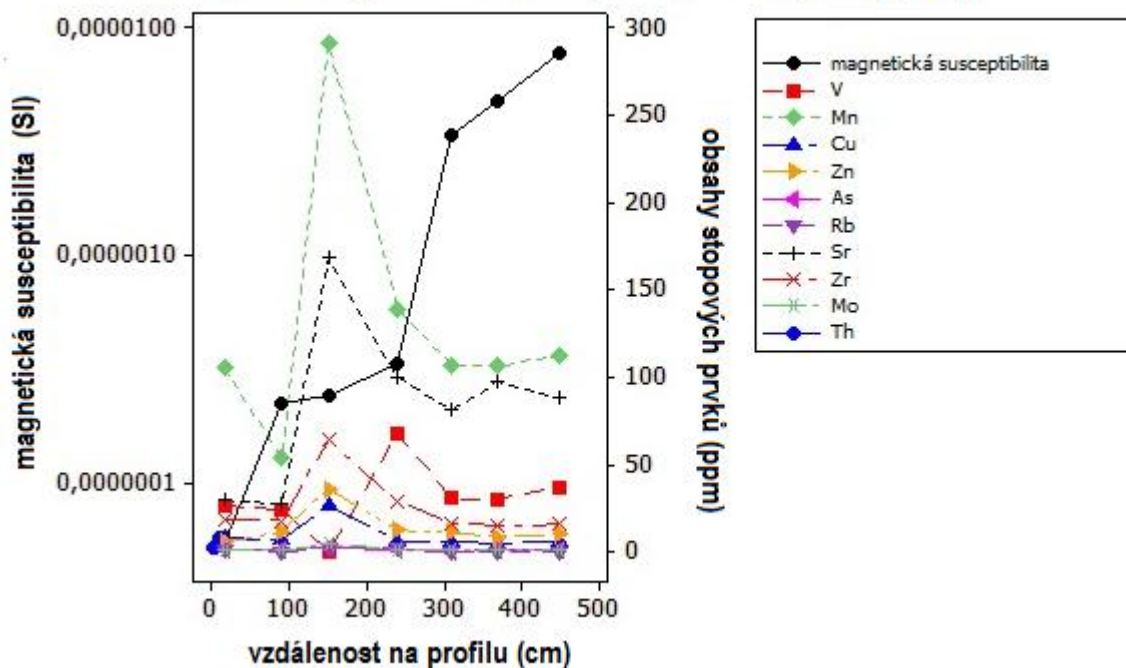 0,0000100
0,0000010
0,0000001
magnetická susceptibilita (SI)
300
250
200
150
100
50
0
obsahy stopových prvků (ppm)
0 100 200 300 400 500
vzdálenost na profilu (cm)
magnetická susceptibilita
V
Mn
Cu
Zn
As
Rb
Sr
Zr
Mo
Th